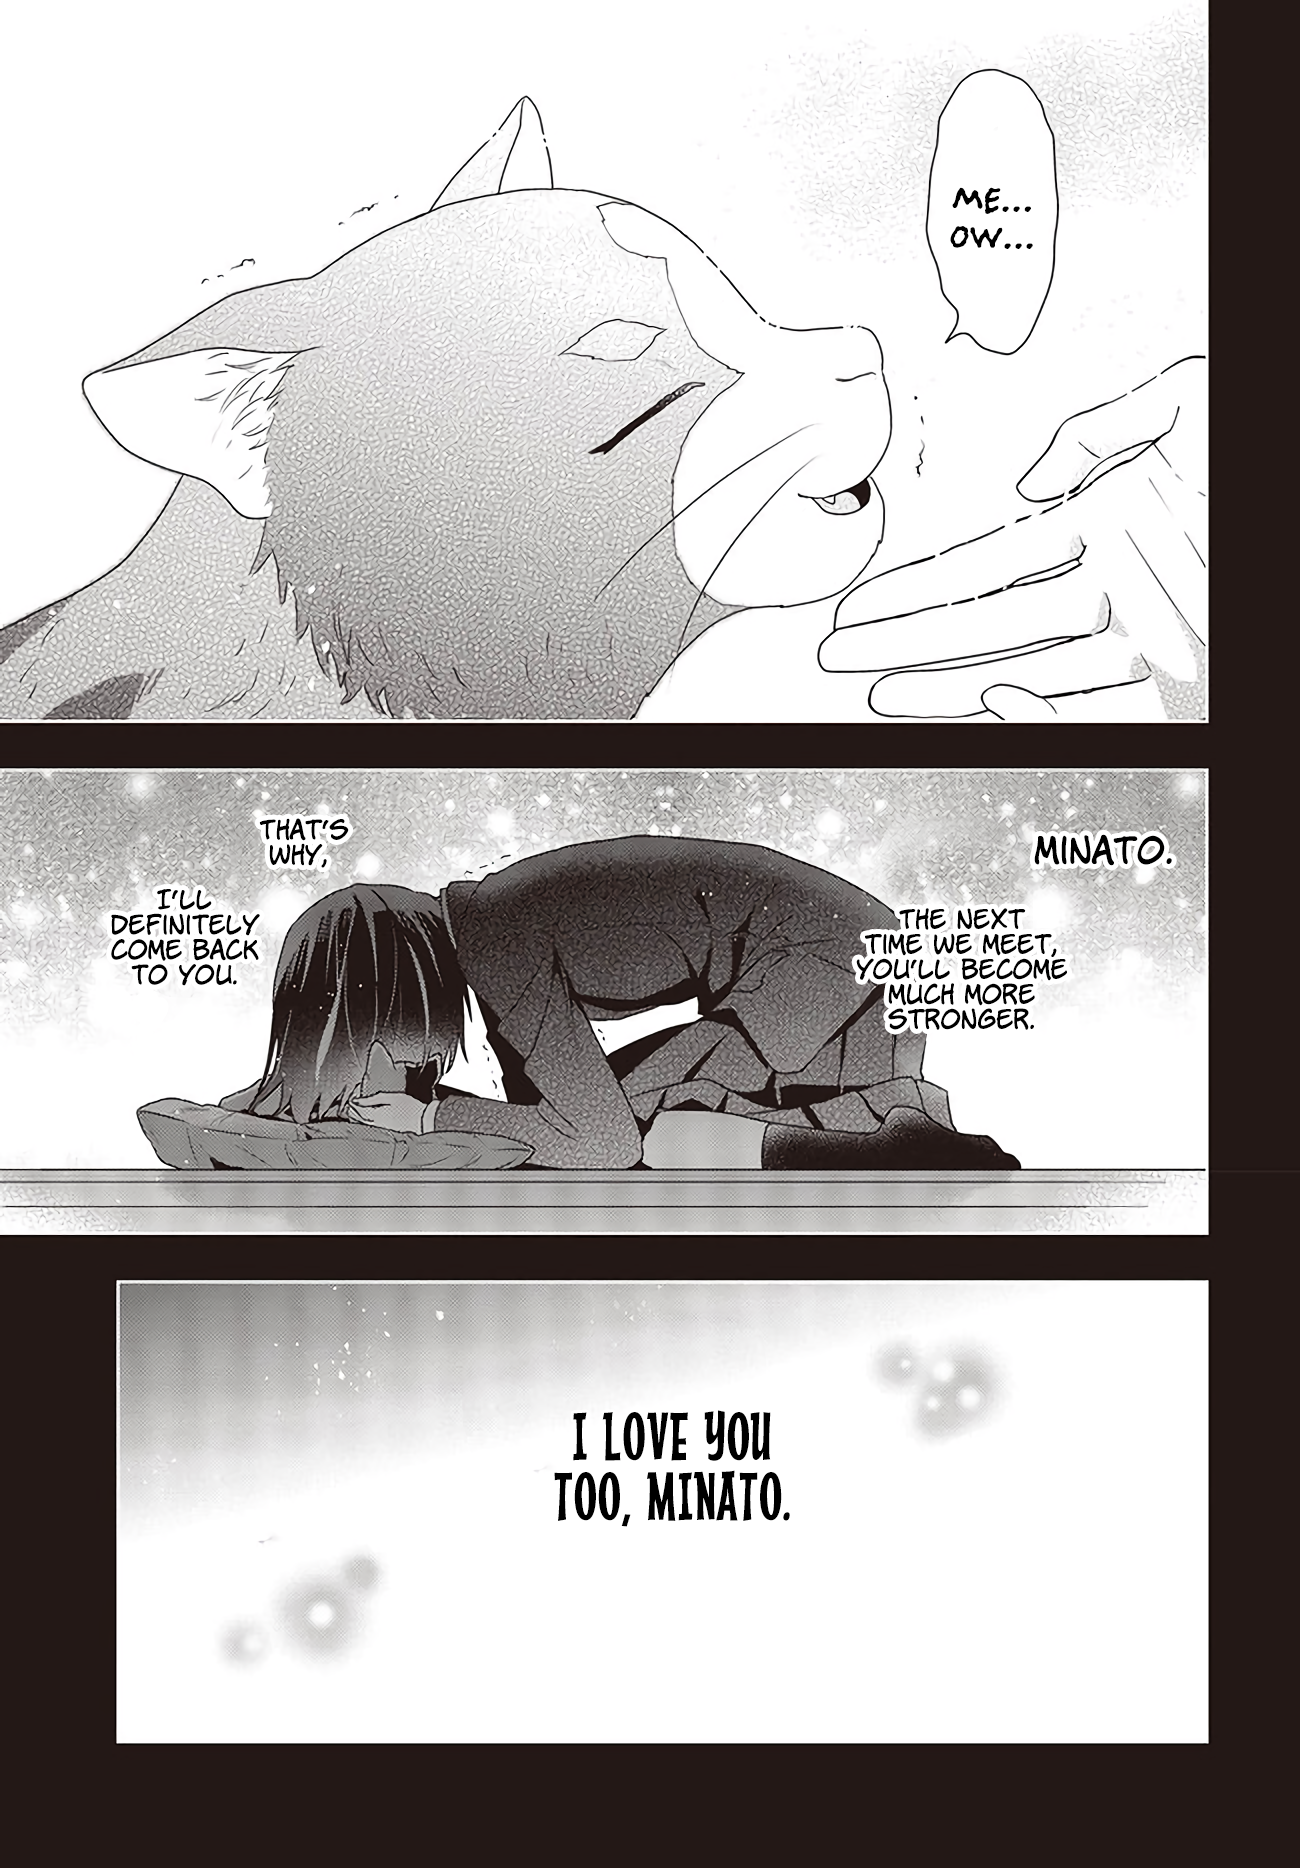 ME...
OW...
MINATO.
THE NEXT
TIME WE MEET,
YOU'LL BECOME
MUCH MORE
STRONGER.
THAT'S
WHY,
I'LL
DEFINITELY
COME BACK
TO YOU.
I LOVE YOU
TOO, MINATO.